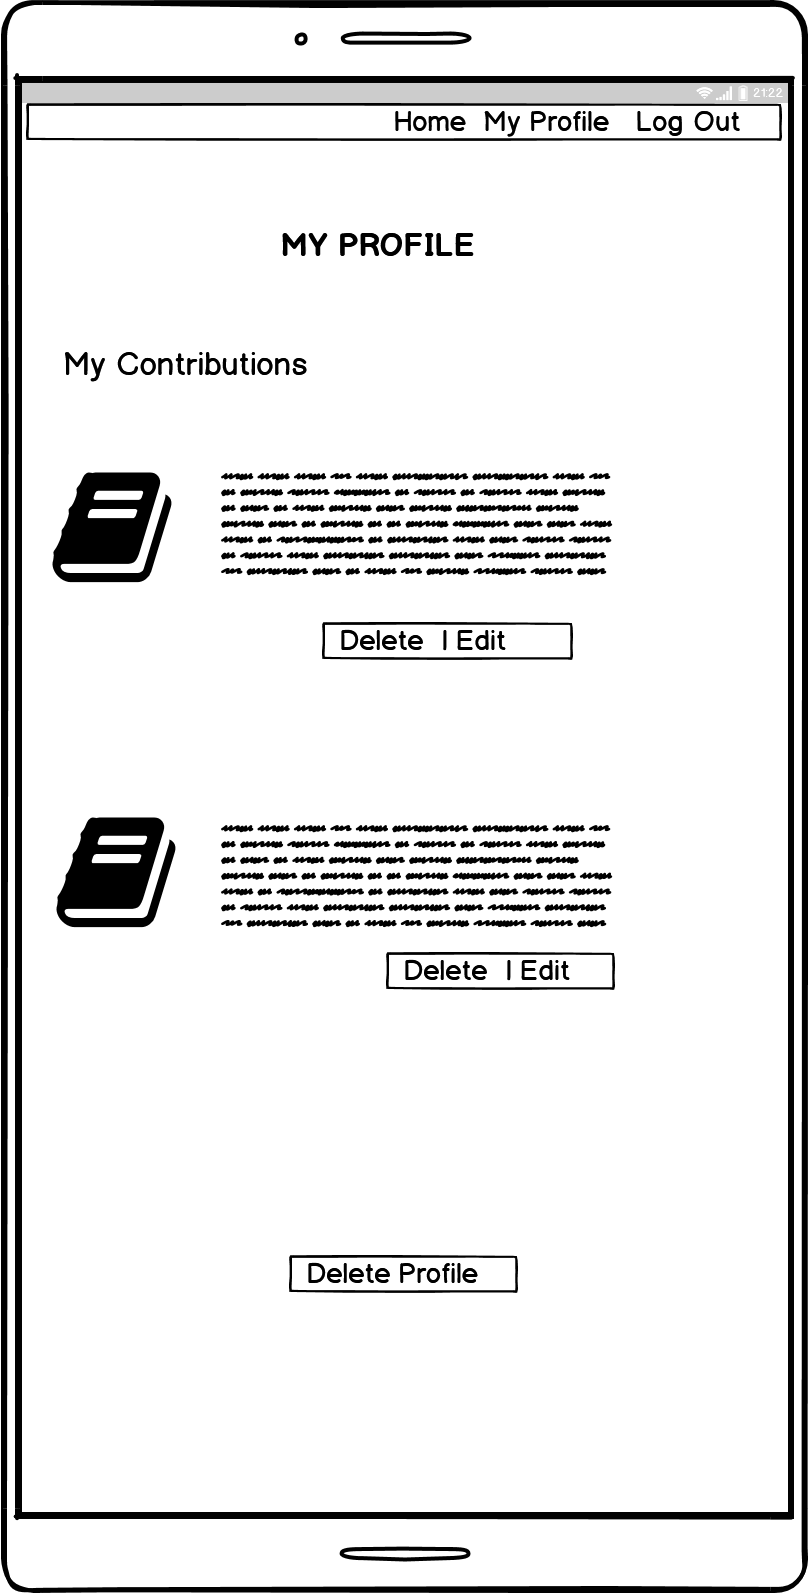 21:22
Home My Profile Log Out
MY PROFILE
My Contributions
Delete | Edit
Delete | Edit
Delete Profile